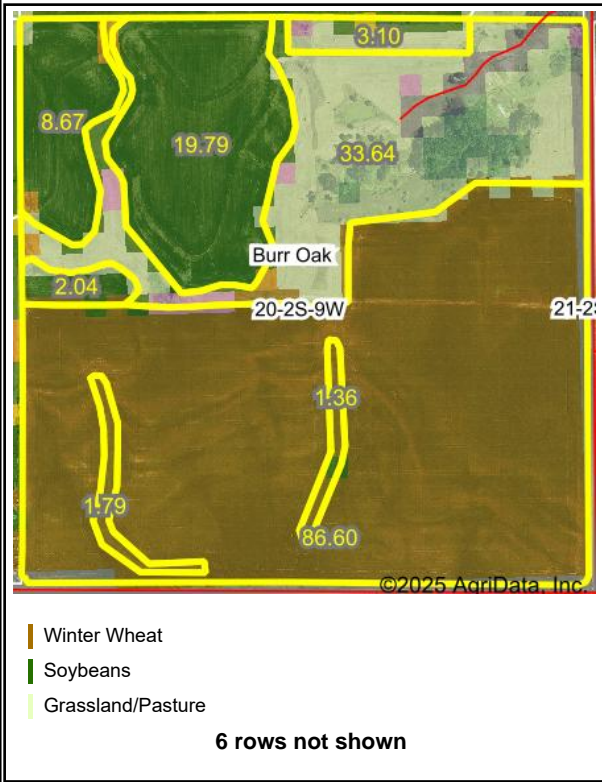 3.10
8.67
19.79
33.64
Burr Oak
2.04
20-2S-9W
21-2S
1.36
1.79
86.60
©2025 AgriData, Inc.
Winter Wheat
Soybeans
Grassland/Pasture
6 rows not shown